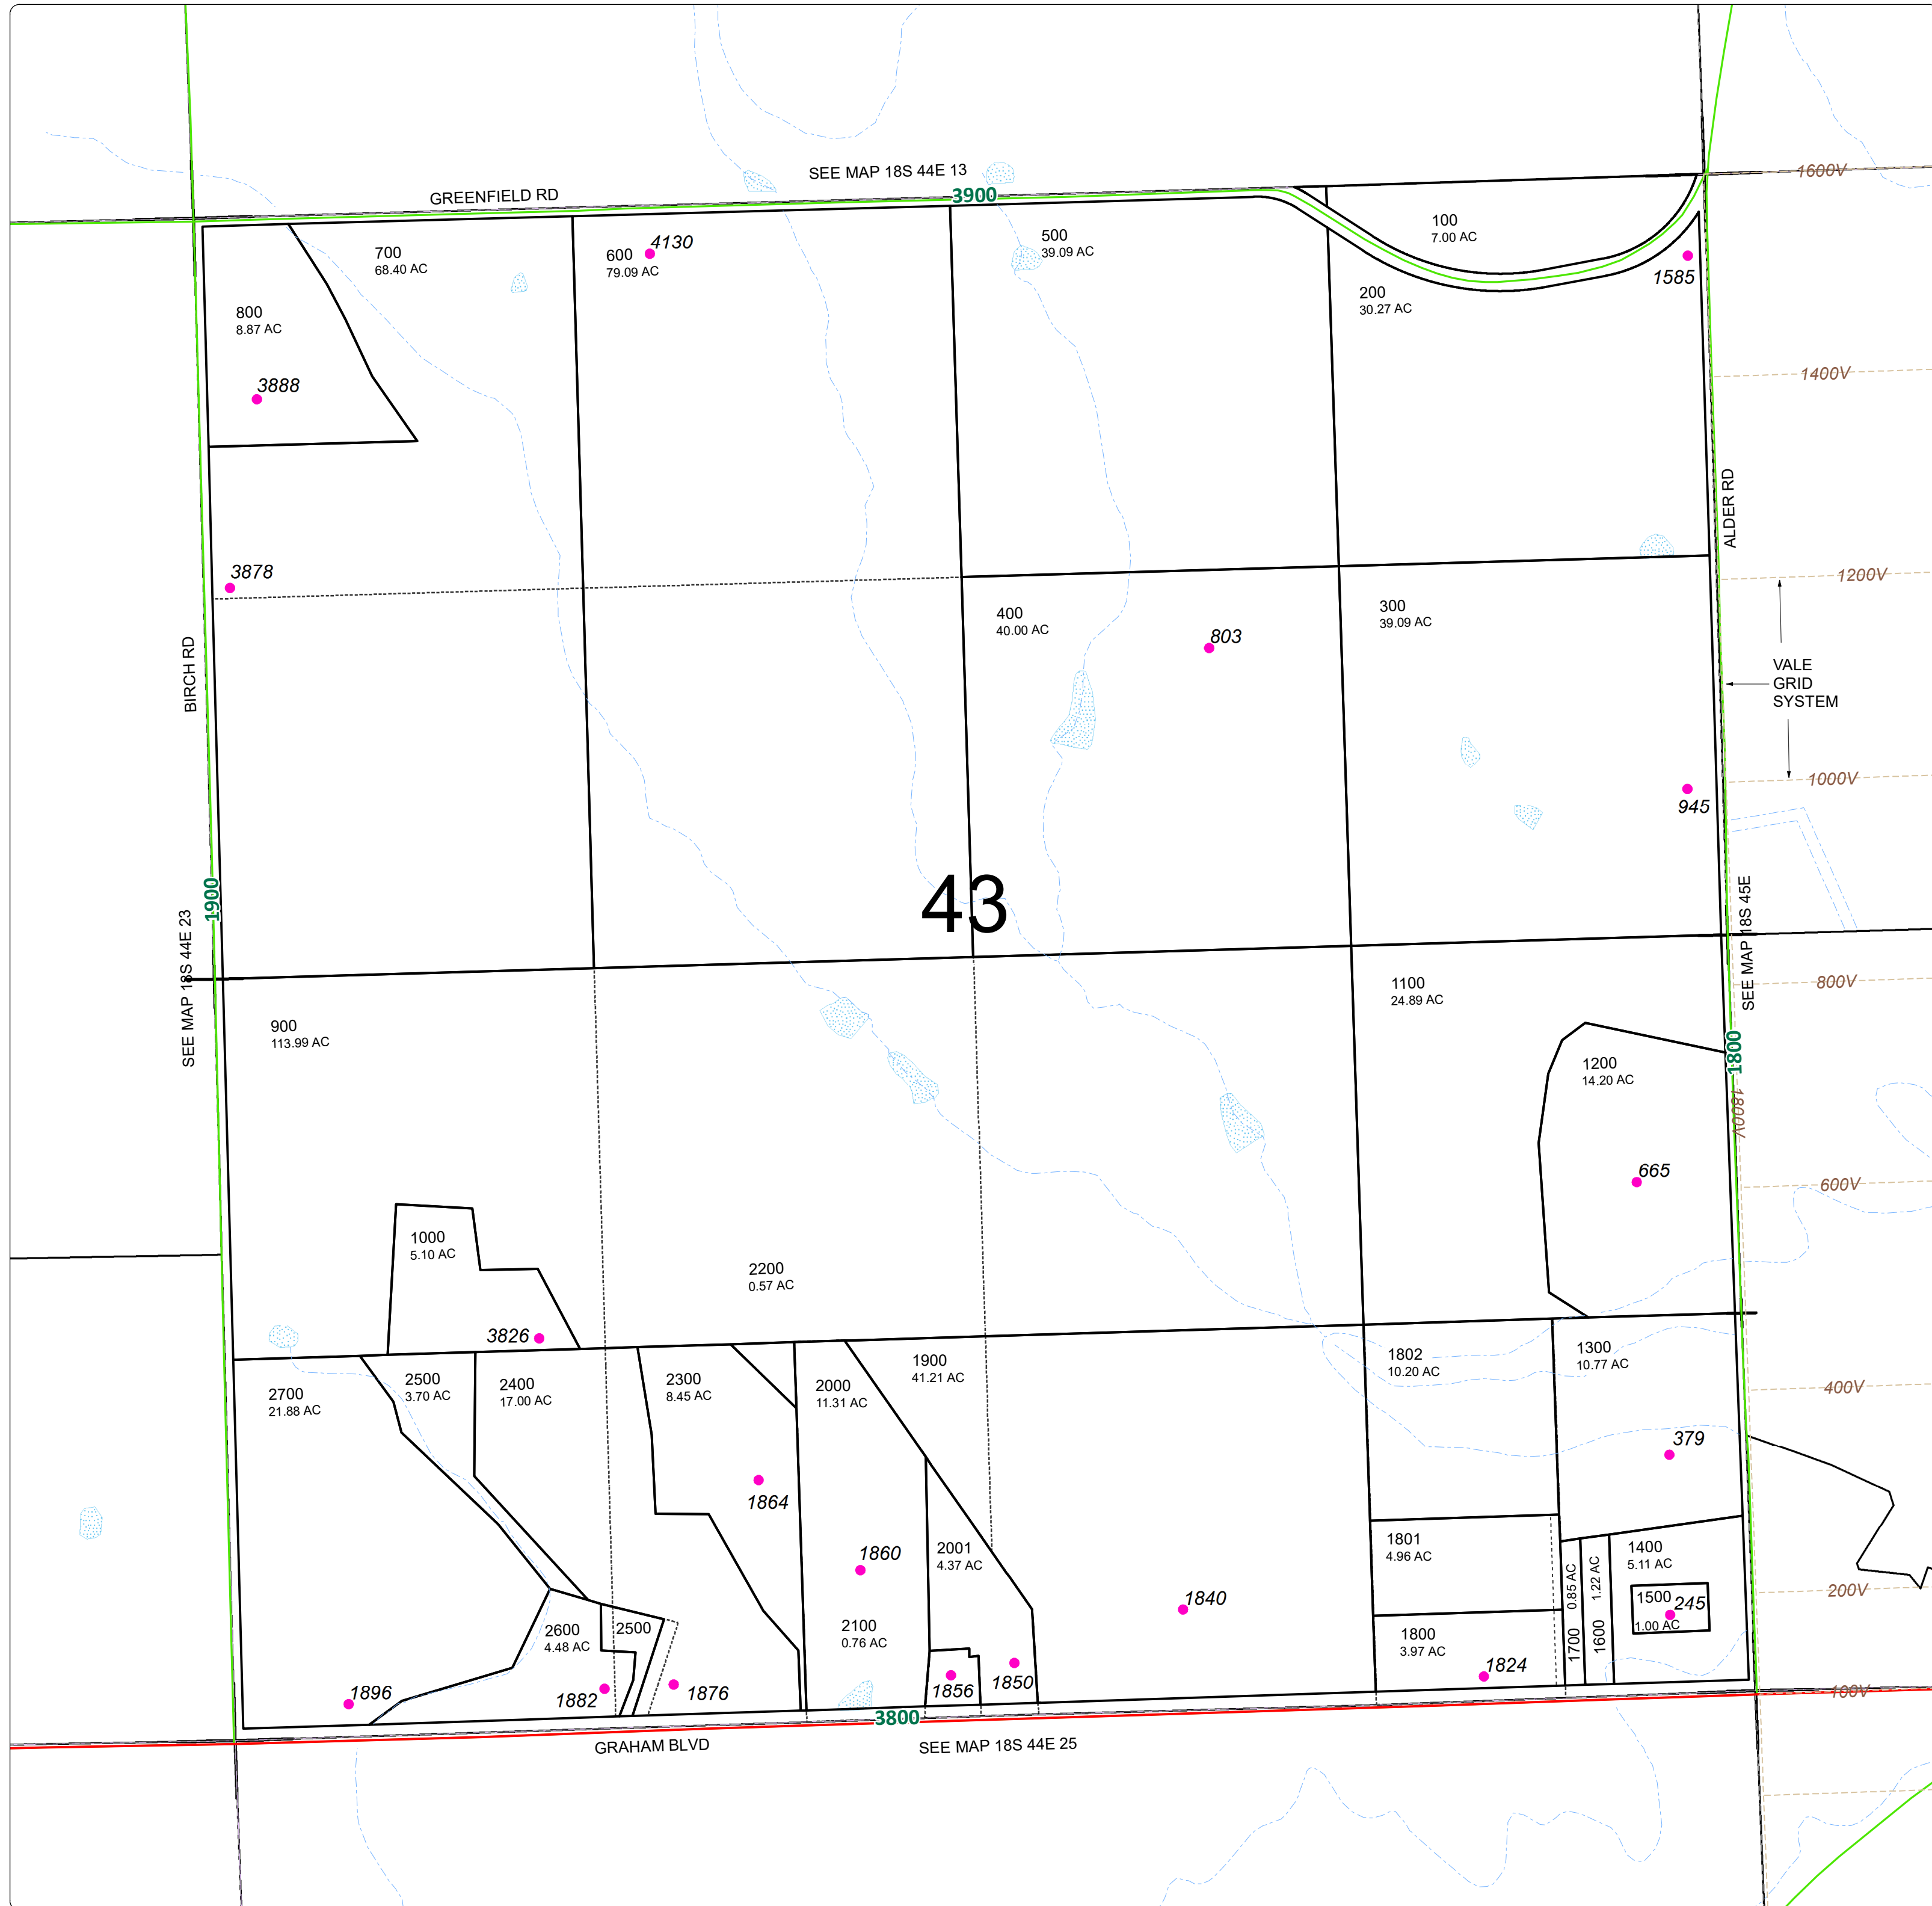 SEE MAP 18S 44E 13
GREENFIELD RD
3900
1600V
100
7.00 AC
700
68.40 AC
600
79.09 AC
4130
500
39.09 AC
1585
200
30.27 AC
800
8.87 AC
3888
1400V
ALDER RD
3878
1200V
400
40.00 AC
803
300
39.09 AC
BIRCH RD
VALE
GRID
SYSTEM
1000V
945
43
1900
SEE MAP 18S 44E 23
SEE MAP 18S 45E
800V
1100
24.89 AC
900
113.99 AC
1800
1200
14.20 AC
1800V
665
600V
1000
5.10 AC
2200
0.57 AC
3826
1802
10.20 AC
1300
10.77 AC
1900
41.21 AC
2700
21.88 AC
2500
3.70 AC
2400
17.00 AC
2300
8.45 AC
2000
11.31 AC
400V
379
1864
1860
2001
4.37 AC
1801
4.96 AC
1400
5.11 AC
200V
1700 0.85 AC
1600 1.22 AC
1500
245
1.00 AC
1840
2100
0.76 AC
2600
4.48 AC
2500
1800
3.97 AC
1824
1896
1882
1876
1856
1850
100V
3800
GRAHAM BLVD
SEE MAP 18S 44E 25